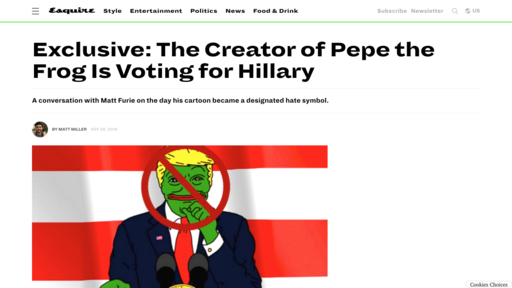 Esquire Style Entertainment Politics News Food & Drink Subscribe Newsletter US
Exclusive: The Creator of Pepe the
Frog Is Voting for Hillary
A conversation with Matt Furie on the day his cartoon became a designated hate symbol.
BY MATT MILLER SEP 28, 2016
Cookies Choices